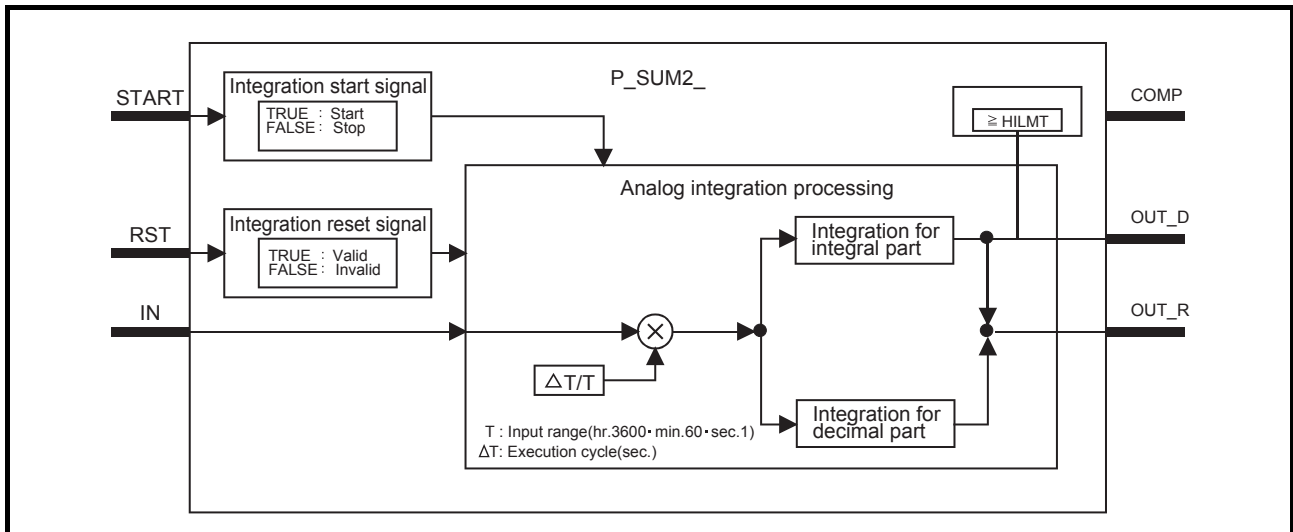 P_SUM2_
START
Integration start signal
TRUE : Start
FALSE : Stop
≧ HILMT
COMP
Analog integration processing
RST
Integration reset signal
TRUE : Valid
FALSE : Invalid
Integration for
integral part
OUT_D
IN
△T/T
OUT_R
Integration for
decimal part
T : Input range(hr.3600・min.60・sec.1)
ΔT: Execution cycle(sec.)